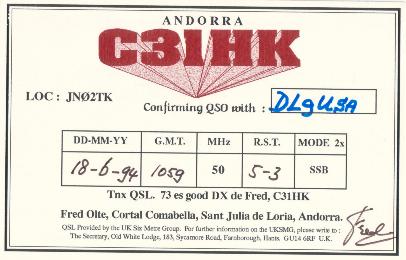 ANDORRA
C31HK
LOC : JNØ2TK
Confirming QSO with : DL9USA
DD-MM-YY G.M.T. MHz R.S.T. MODE 2x
18-6-94 1059 50 5-3 SSB
Tnx QSL. 73 es good DX de Fred, C31HK
Fred Olte, Cortal Comabella, Sant Julia de Loria, Andorra.
QSL Provided by the UK Six Metre Group. For further information on the UKSMG, please write to :
The Secretary, Old White Lodge, 183, Sycamore Road, Farnborough, Hants. GU14 6RF U.K.
Fred